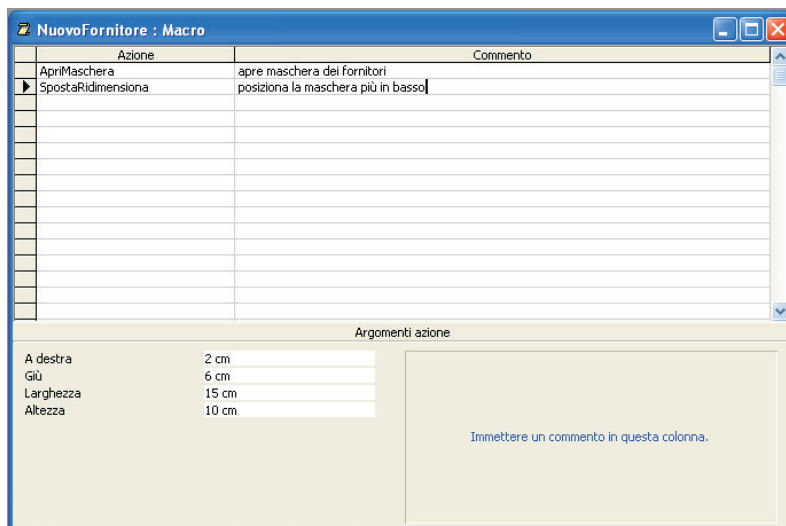 NuovoFornitore : Macro
Azione Commento
ApriMaschera apre maschera dei fornitori
SpostaRidimensiona posiziona la maschera più in basso
Argomenti azione
A destra 2 cm
Giù 6 cm
Larghezza 15 cm
Altezza 10 cm
Immettere un commento in questa colonna.